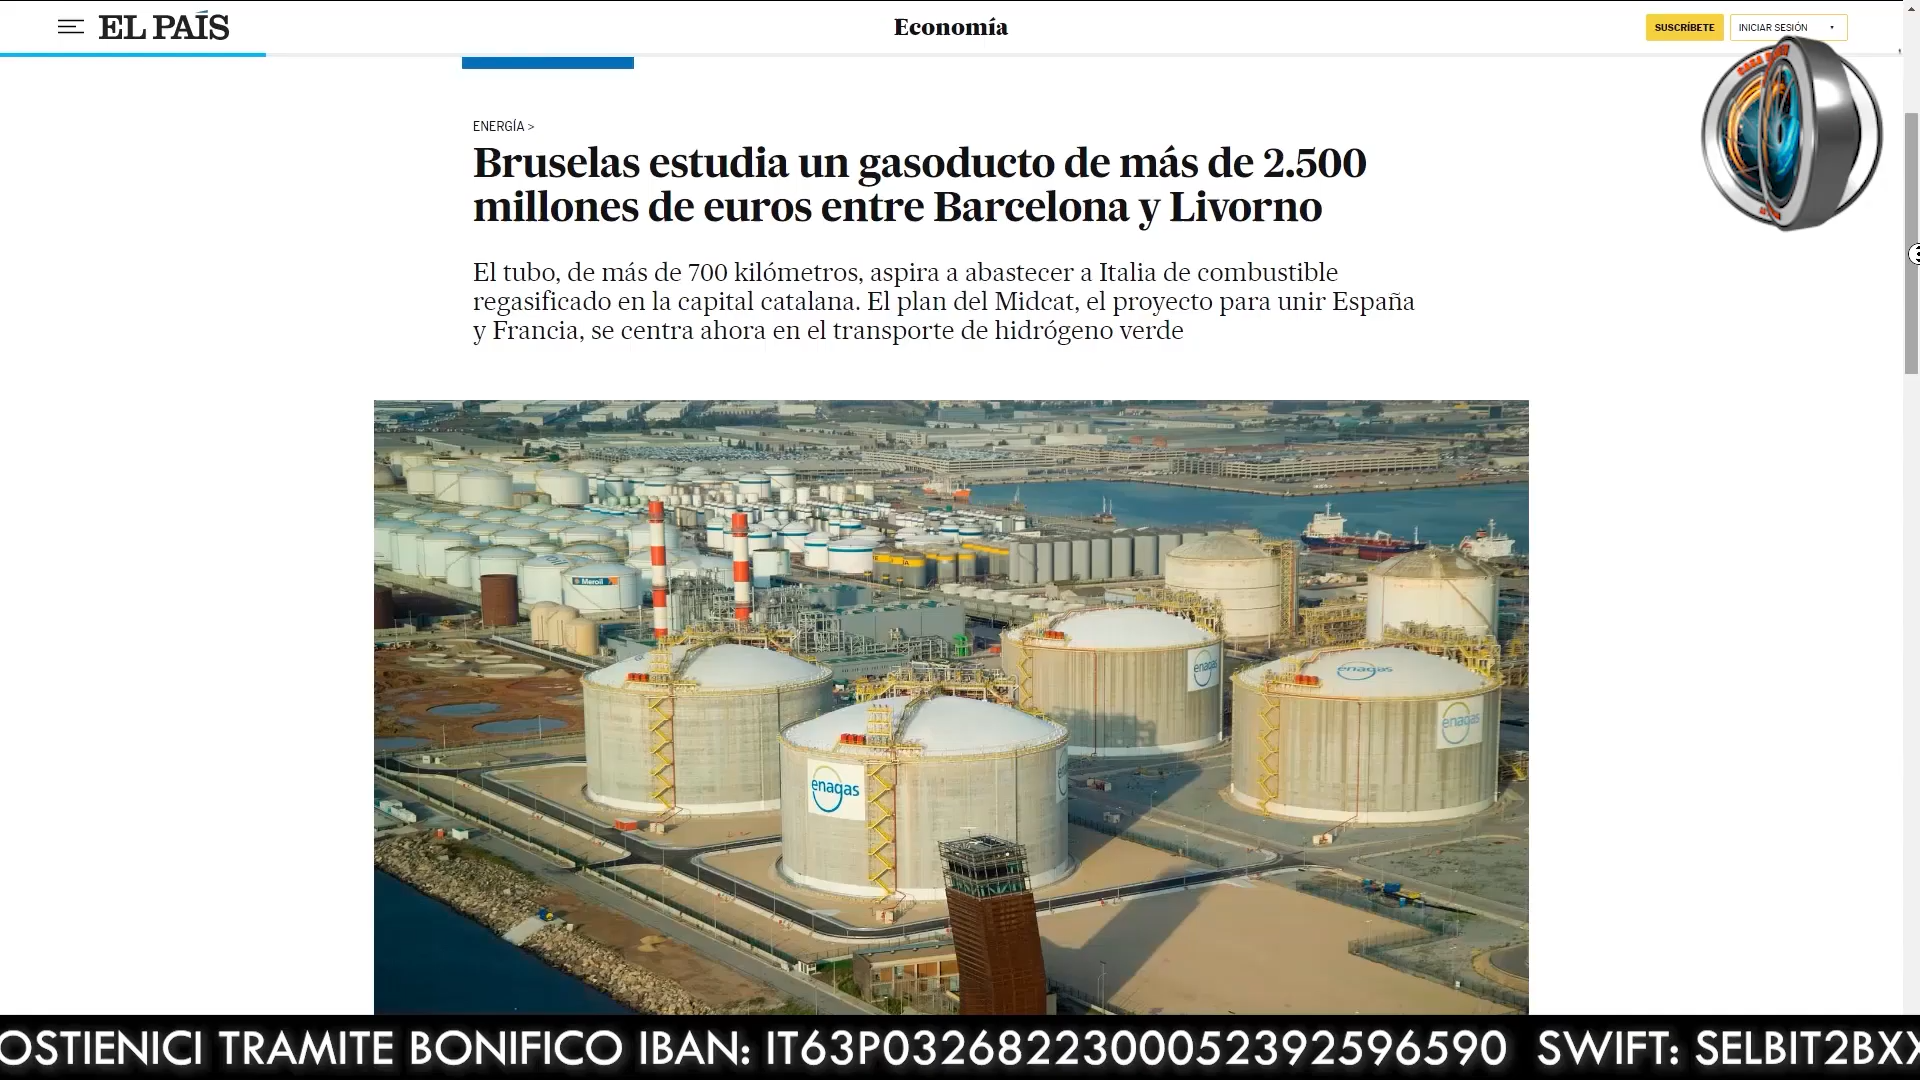 EL PAÍS
Economía
SUSCRÍBETE
INICIAR SESIÓN
ENERGÍA >
Bruselas estudia un gasoducto de más de 2.500
millones de euros entre Barcelona y Livorno
El tubo, de más de 700 kilómetros, aspira a abastecer a Italia de combustible
regasificado en la capital catalana. El plan del Midcat, el proyecto para unir España
y Francia, se centra ahora en el transporte de hidrógeno verde
Meroil
enagas
enagas
enagas
enagas
OSTIENICI TRAMITE BONIFICO IBAN: IT63P0326822300052392596590 SWIFT: SELBIT2BXX